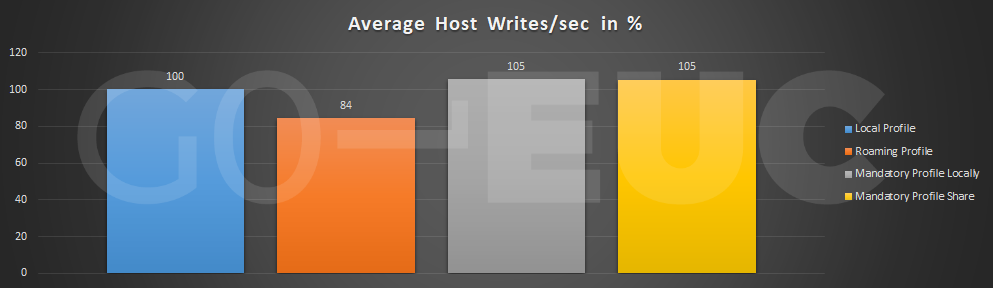 Average Host Writes/sec in %
120
100
80
60
40
20
0
100
84
105
105
Local Profile
Roaming Profile
Mandatory Profile Locally
Mandatory Profile Share
GO-EUC